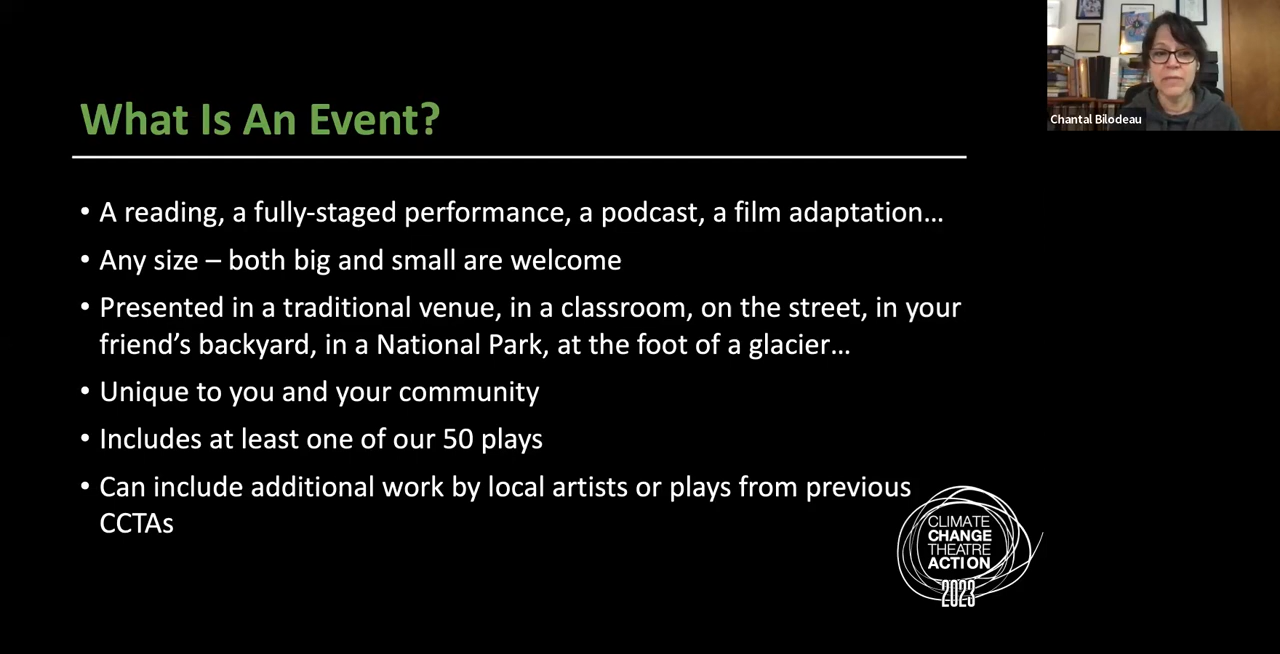 What Is An Event?
• A reading, a fully-staged performance, a podcast, a film adaptation…
• Any size – both big and small are welcome
• Presented in a traditional venue, in a classroom, on the street, in your
friend’s backyard, in a National Park, at the foot of a glacier…
• Unique to you and your community
• Includes at least one of our 50 plays
• Can include additional work by local artists or plays from previous
CCTAs
CLIMATE
CHANGE
THEATRE
ACTION
2023
Chantal Bilodeau